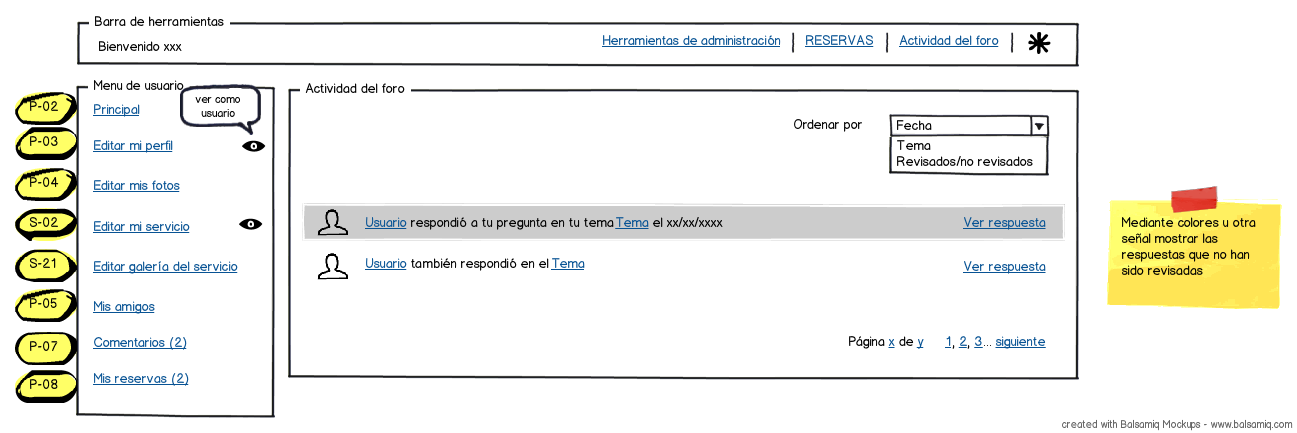 Barra de herramientas
Bienvenido xxx
Herramientas de administración
RESERVAS
Actividad del foro
Menu de usuario
ver como
usuario
P-02
Principal
P-03
Editar mi perfil
P-04
Editar mis fotos
S-02
Editar mi servicio
S-21
Editar galería del servicio
P-05
Mis amigos
P-07
Comentarios (2)
P-08
Mis reservas (2)
Actividad del foro
Ordenar por
Fecha
Tema
Revisados/no revisados
Usuario respondió a tu pregunta en tu tema Tema el xx/xx/xxxx
Ver respuesta
Usuario también respondió en el Tema
Ver respuesta
Página x de y 1, 2, 3... siguiente
Mediante colores u otra
señal mostrar las
respuestas que no han
sido revisadas
created with Balsamiq Mockups - www.balsamiq.com